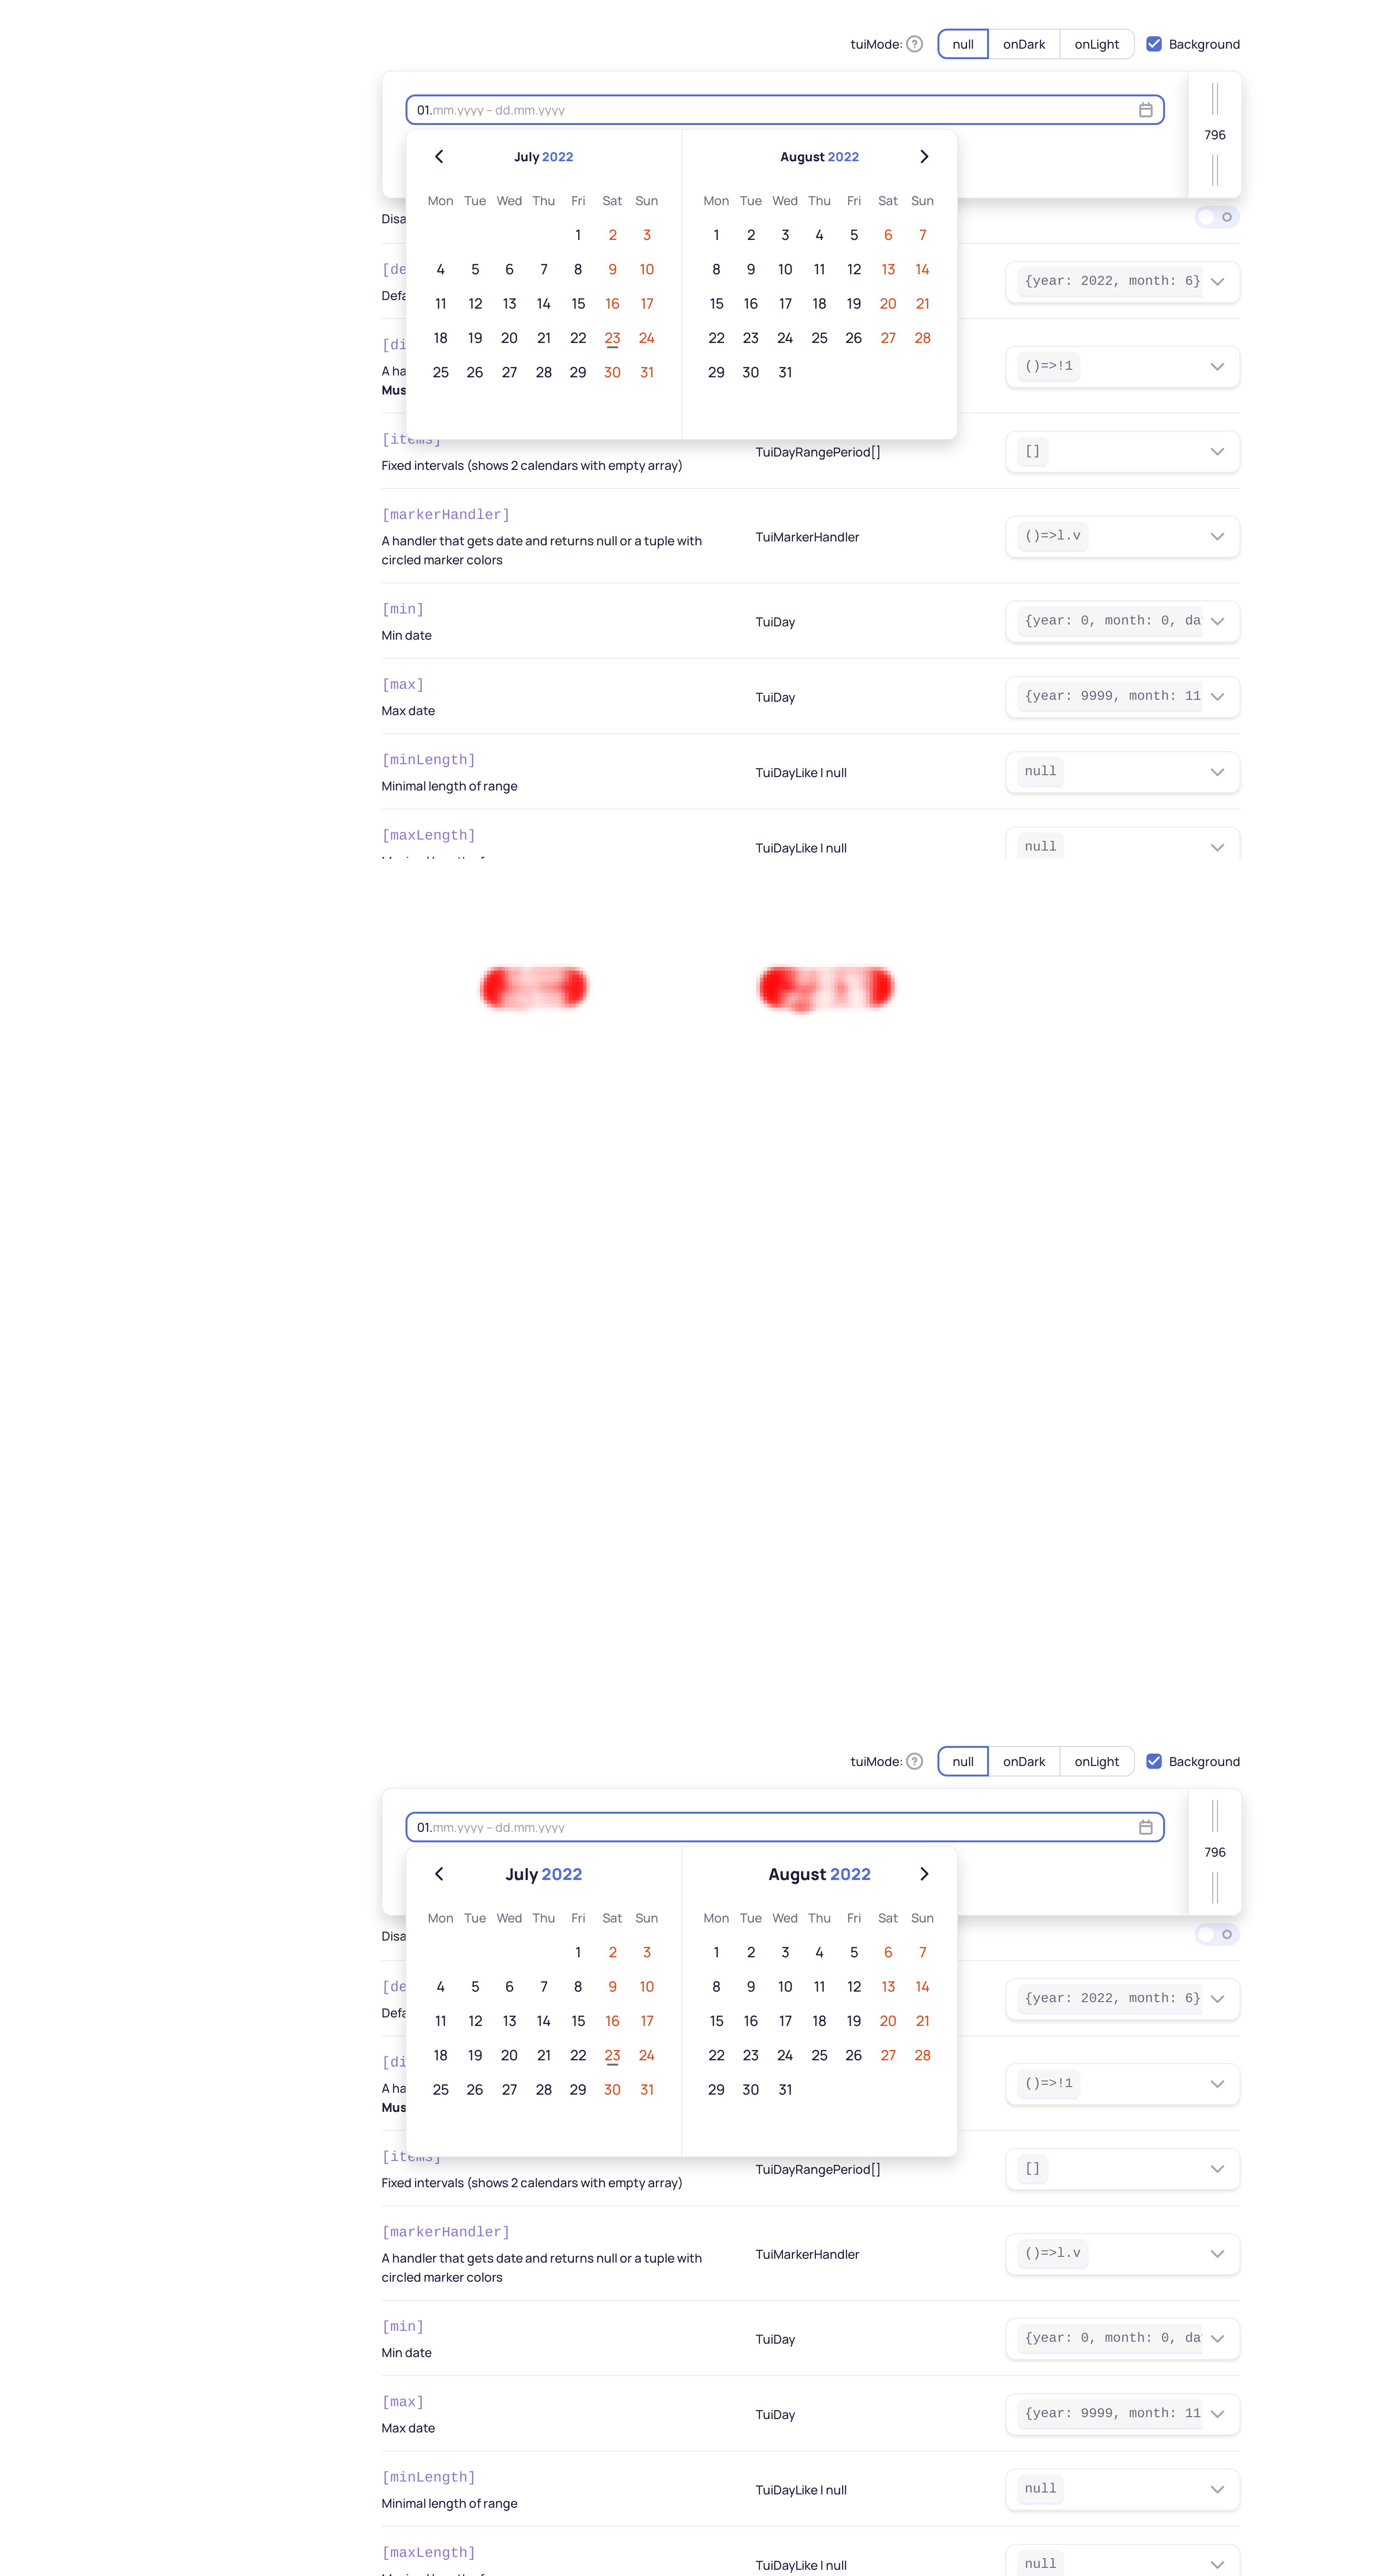 tuiMode: ? null onDark onLight Background
01.mm.yyyy – dd.mm.yyyy
796
July 2022 August 2022
Mon Tue Wed Thu Fri Sat Sun Mon Tue Wed Thu Fri Sat Sun
1 2 3 1 2 3 4 5 6 7
4 5 6 7 8 9 10 8 9 10 11 12 13 14
11 12 13 14 15 16 17 15 16 17 18 19 20 21
18 19 20 21 22 23 24 22 23 24 25 26 27 28
25 26 27 28 29 30 31 29 30 31
Disa
[de
Defa
{year: 2022, month: 6}
[di
A ha
Mus
()=>!1
[items]
Fixed intervals (shows 2 calendars with empty array)
TuiDayRangePeriod[]
[]
[markerHandler]
A handler that gets date and returns null or a tuple with
circled marker colors
TuiMarkerHandler
()=>l.v
[min]
Min date
TuiDay
{year: 0, month: 0, da
[max]
Max date
TuiDay
{year: 9999, month: 11
[minLength]
Minimal length of range
TuiDayLike | null
null
[maxLength]
TuiDayLike | null
null
tuiMode: ? null onDark onLight Background
01.mm.yyyy – dd.mm.yyyy
796
July 2022 August 2022
Mon Tue Wed Thu Fri Sat Sun Mon Tue Wed Thu Fri Sat Sun
1 2 3 1 2 3 4 5 6 7
4 5 6 7 8 9 10 8 9 10 11 12 13 14
11 12 13 14 15 16 17 15 16 17 18 19 20 21
18 19 20 21 22 23 24 22 23 24 25 26 27 28
25 26 27 28 29 30 31 29 30 31
Disa
[de
Defa
{year: 2022, month: 6}
[di
A ha
Mus
()=>!1
[items]
Fixed intervals (shows 2 calendars with empty array)
TuiDayRangePeriod[]
[]
[markerHandler]
A handler that gets date and returns null or a tuple with
circled marker colors
TuiMarkerHandler
()=>l.v
[min]
Min date
TuiDay
{year: 0, month: 0, da
[max]
Max date
TuiDay
{year: 9999, month: 11
[minLength]
Minimal length of range
TuiDayLike | null
null
[maxLength]
TuiDayLike | null
null